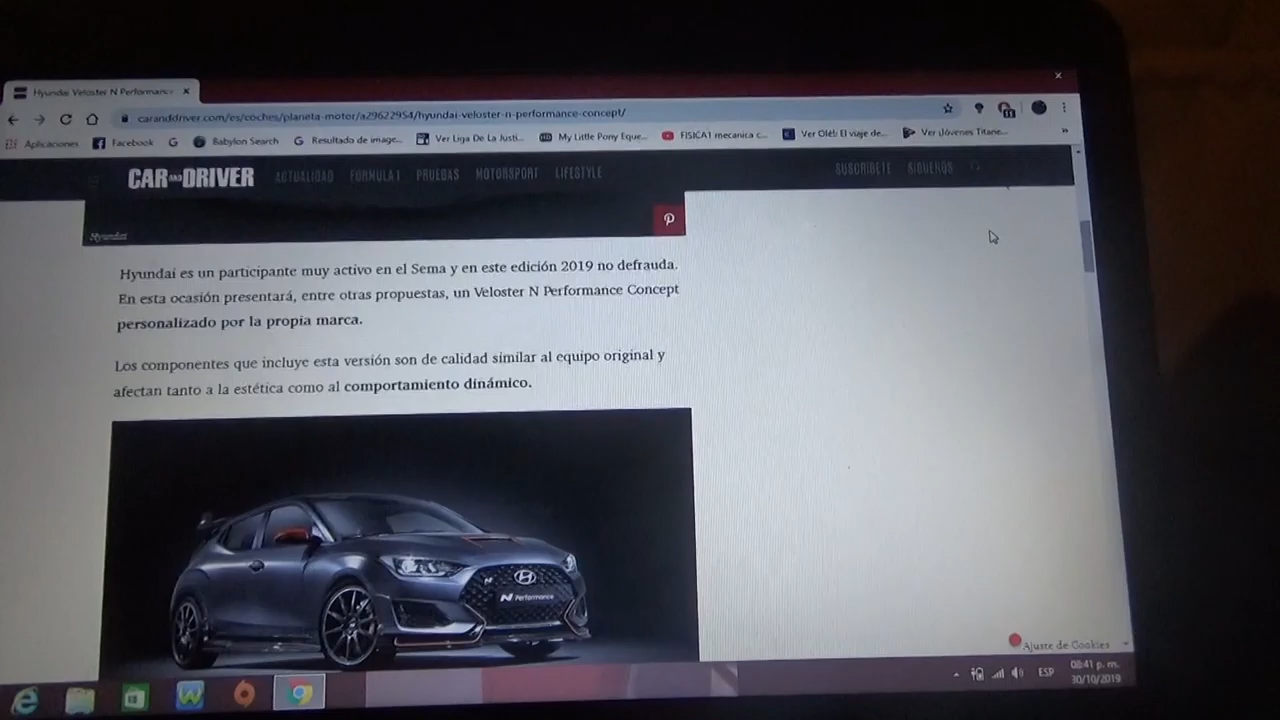 Hyundai Veloster N Performance
caranddriver.com/es/coches/planeta-motor/a29622954/hyundai-veloster-n-performance-concept/
Aplicaciones Facebook Babylon Search Resultado de image... Ver Liga De La Justi... My Little Pony Eque... FISICA1 mecanica c... Ver Olé!: El viaje de... Ver ¡Jóvenes Titane...
CAR AND DRIVER ACTUALIDAD FORMULA 1 PRUEBAS MOTORSPORT LIFESTYLE SUSCRÍBETE SÍGUENOS
Hyundai
Hyundai es un participante muy activo en el Sema y en este edición 2019 no defrauda.
En esta ocasión presentará, entre otras propuestas, un Veloster N Performance Concept
personalizado por la propia marca.
Los componentes que incluye esta versión son de calidad similar al equipo original y
afectan tanto a la estética como al comportamiento dinámico.
N Performance
Ajuste de Cookies
ESP
08:41 p. m.
30/10/2019